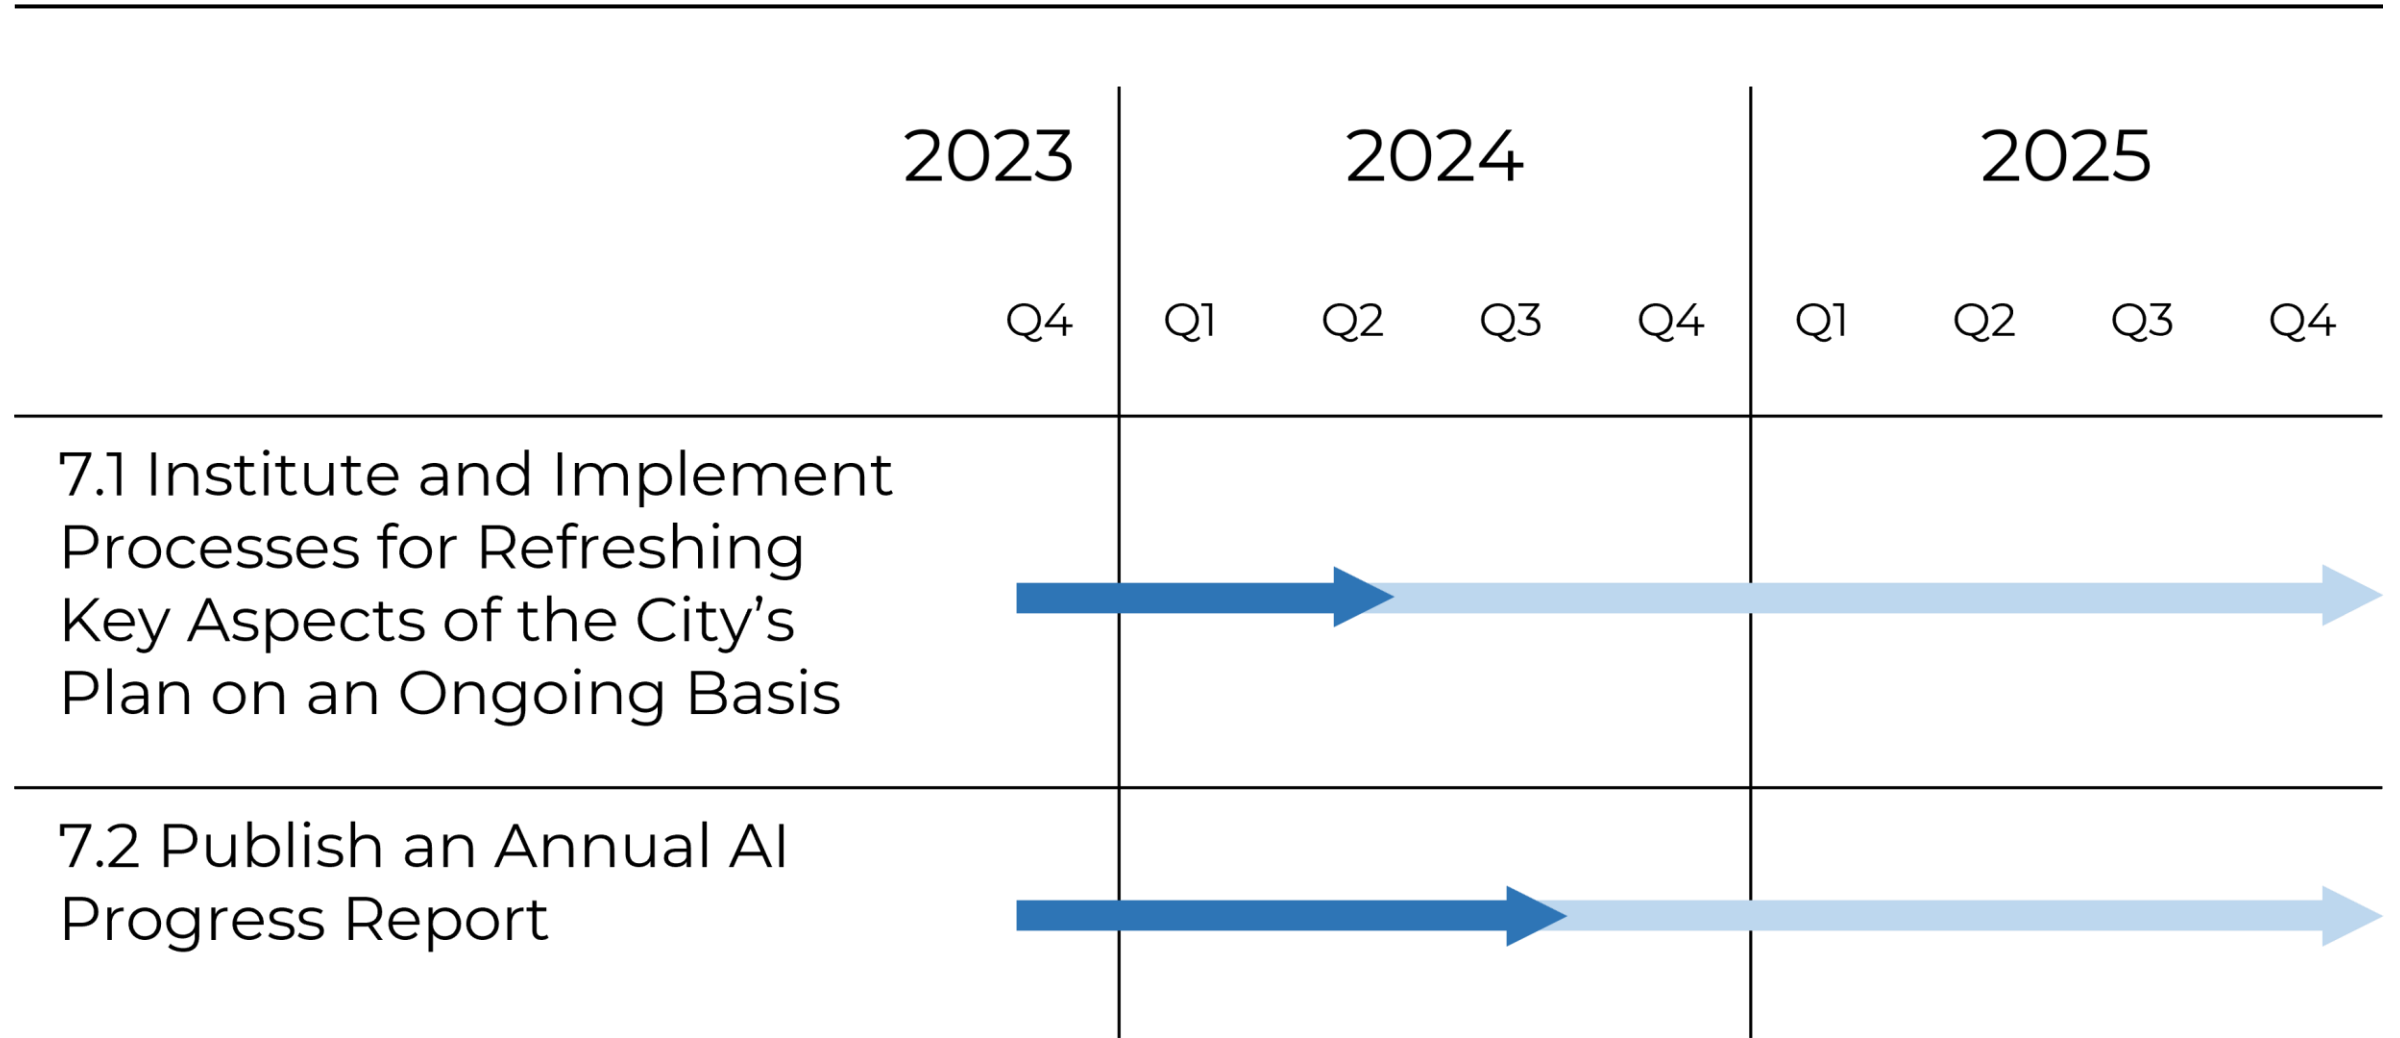 2023 2024 2025
Q4 Q1 Q2 Q3 Q4 Q1 Q2 Q3 Q4
7.1 Institute and Implement
Processes for Refreshing
Key Aspects of the City’s
Plan on an Ongoing Basis
7.2 Publish an Annual AI
Progress Report